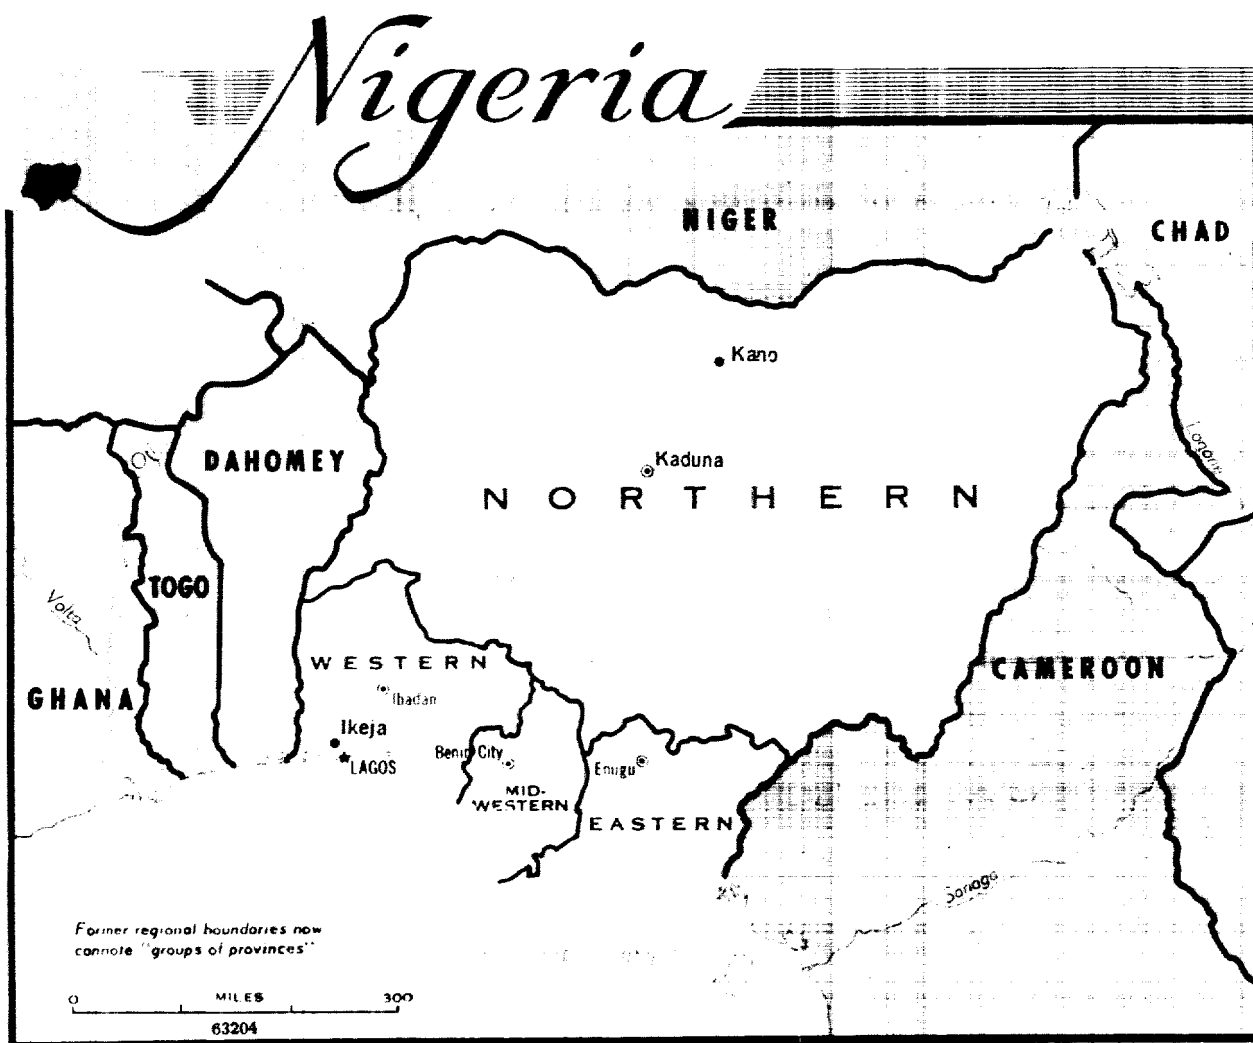 Nigeria
NIGER
CHAD
Kano
Kaduna
DAHOMEY
NORTHERN
TOGO
Volta
WESTERN
CAMEROON
GHANA
Ibadan
Ikeja
LAGOS
Benin City
Enugu
MID-
WESTERN
EASTERN
Sanaga
Former regional boundaries now
connote "groups of provinces"
0 MILES 300
63204